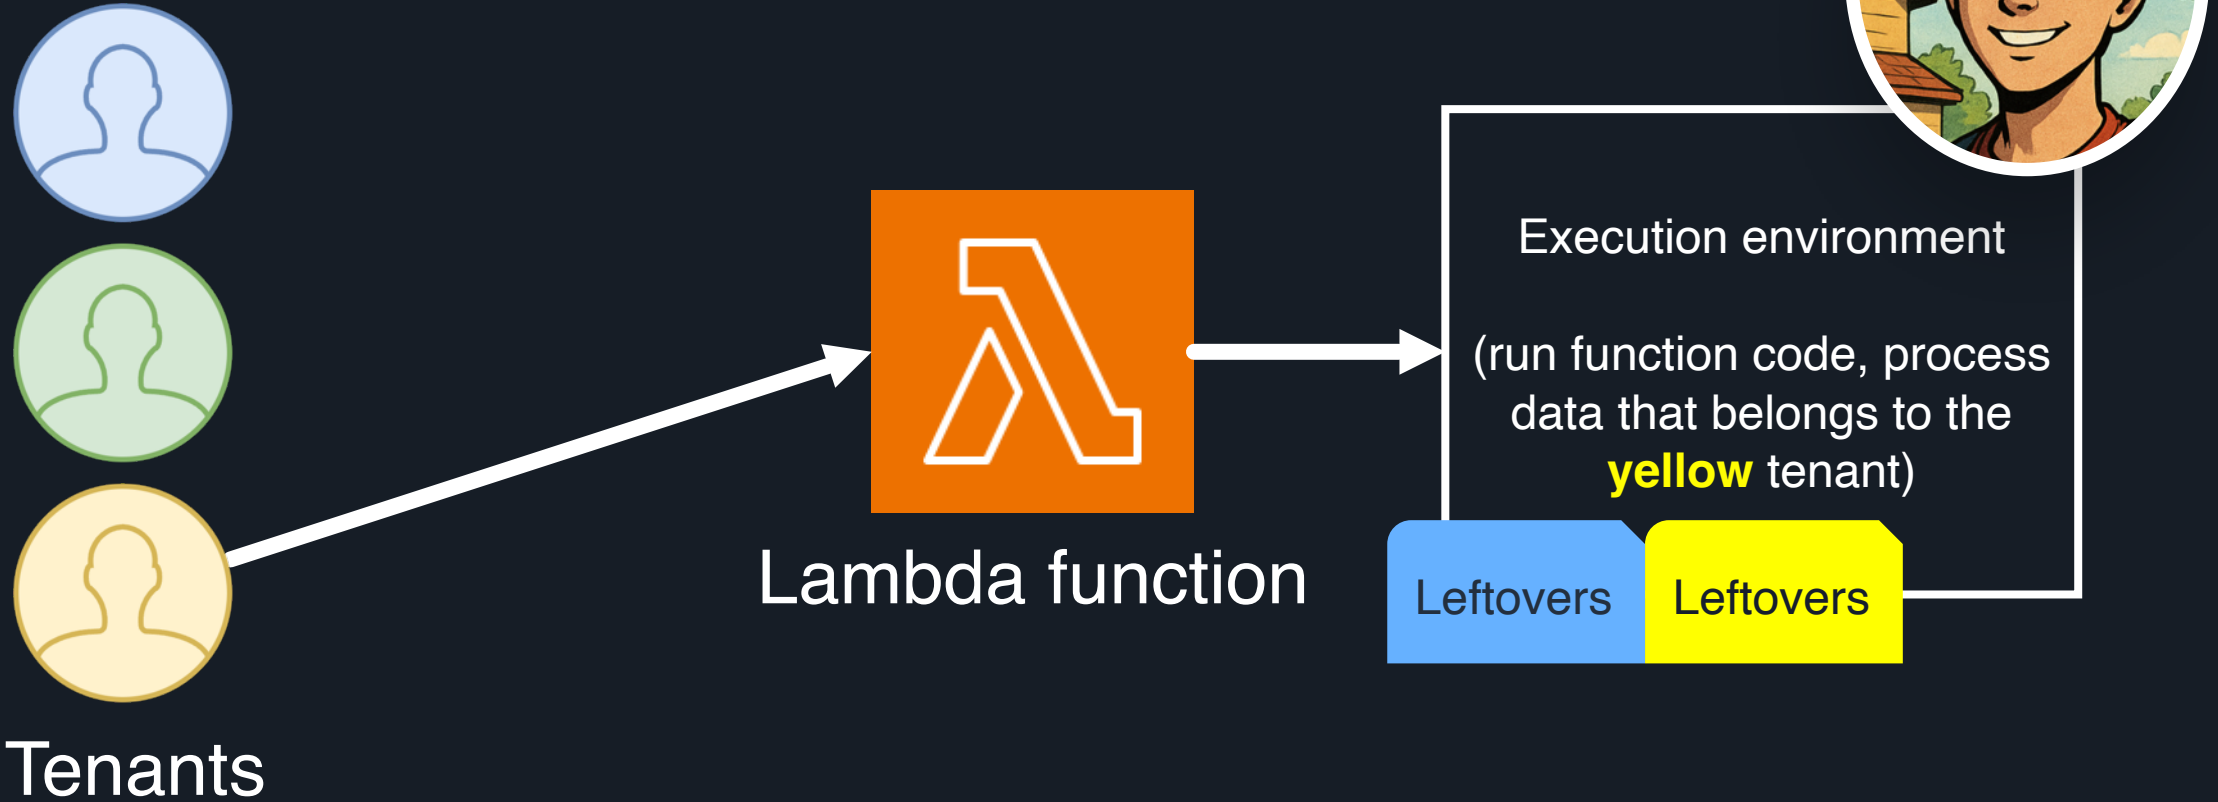 Execution environment
(run function code, process
data that belongs to the
yellow tenant)
Lambda function
Leftovers
Leftovers
Tenants